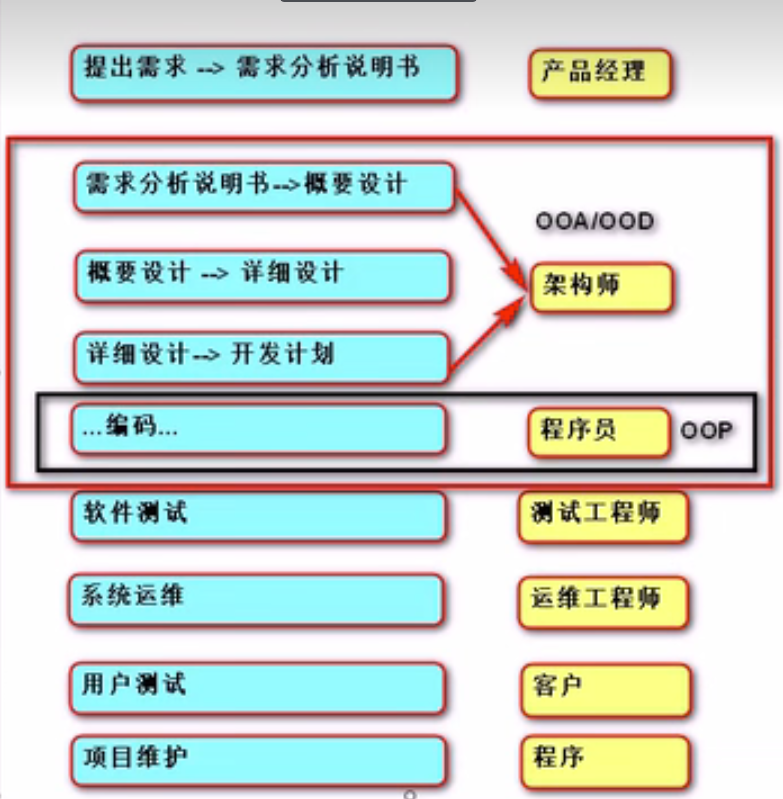 提出需求 --> 需求分析说明书 产品经理
需求分析说明书-->概要设计
OOA/OOD
概要设计 --> 详细设计 架构师
详细设计--> 开发计划
...编码... 程序员 OOP
软件测试 测试工程师
系统运维 运维工程师
用户测试 客户
项目维护 程序